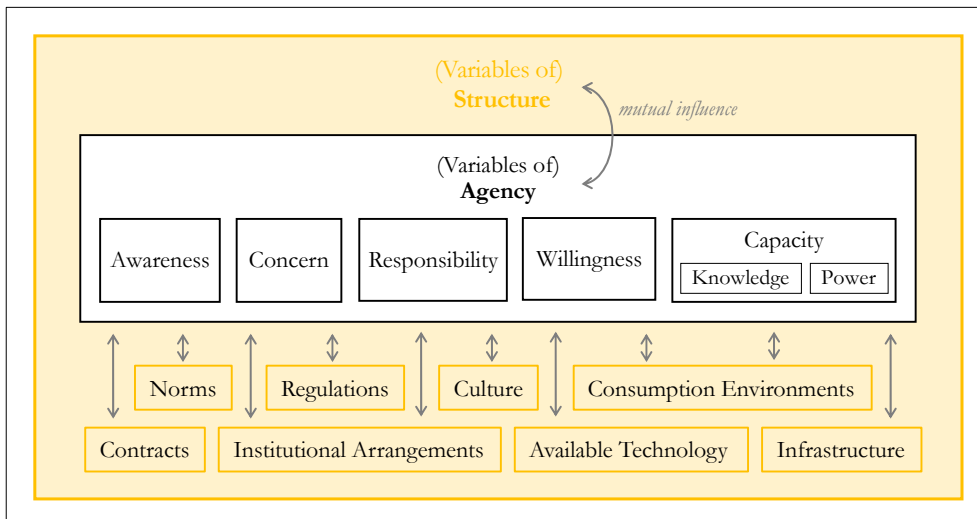 (Variables of)
Structure
mutual influence
(Variables of)
Agency
Awareness
Concern
Responsibility
Willingness
Capacity
Knowledge
Power
Norms
Regulations
Culture
Consumption Environments
Contracts
Institutional Arrangements
Available Technology
Infrastructure